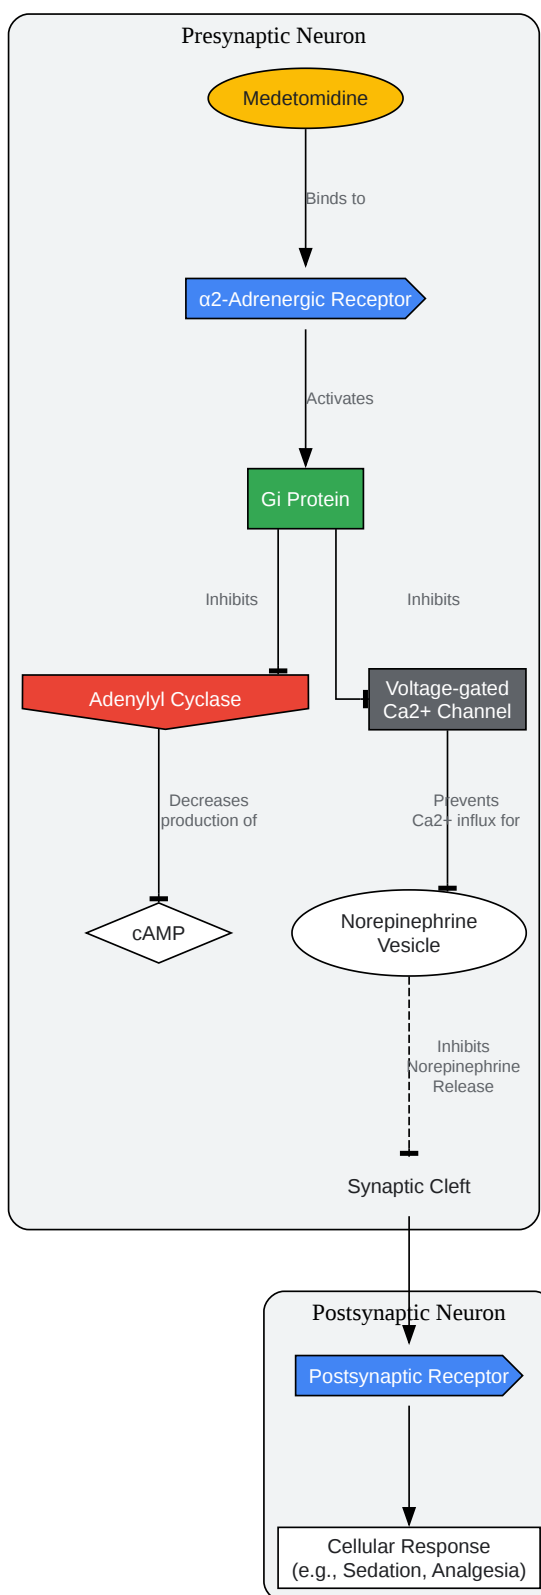 Presynaptic Neuron
Medetomidine
Binds to
α2-Adrenergic Receptor
Activates
Gi Protein
Inhibits
Inhibits
Adenylyl Cyclase
Voltage-gated
Ca2+ Channel
Decreases
production of
Prevents
Ca2+ influx for
cAMP
Norepinephrine
Vesicle
Inhibits
Norepinephrine
Release
Synaptic Cleft
Postsynaptic Neuron
Postsynaptic Receptor
Cellular Response
(e.g., Sedation, Analgesia)